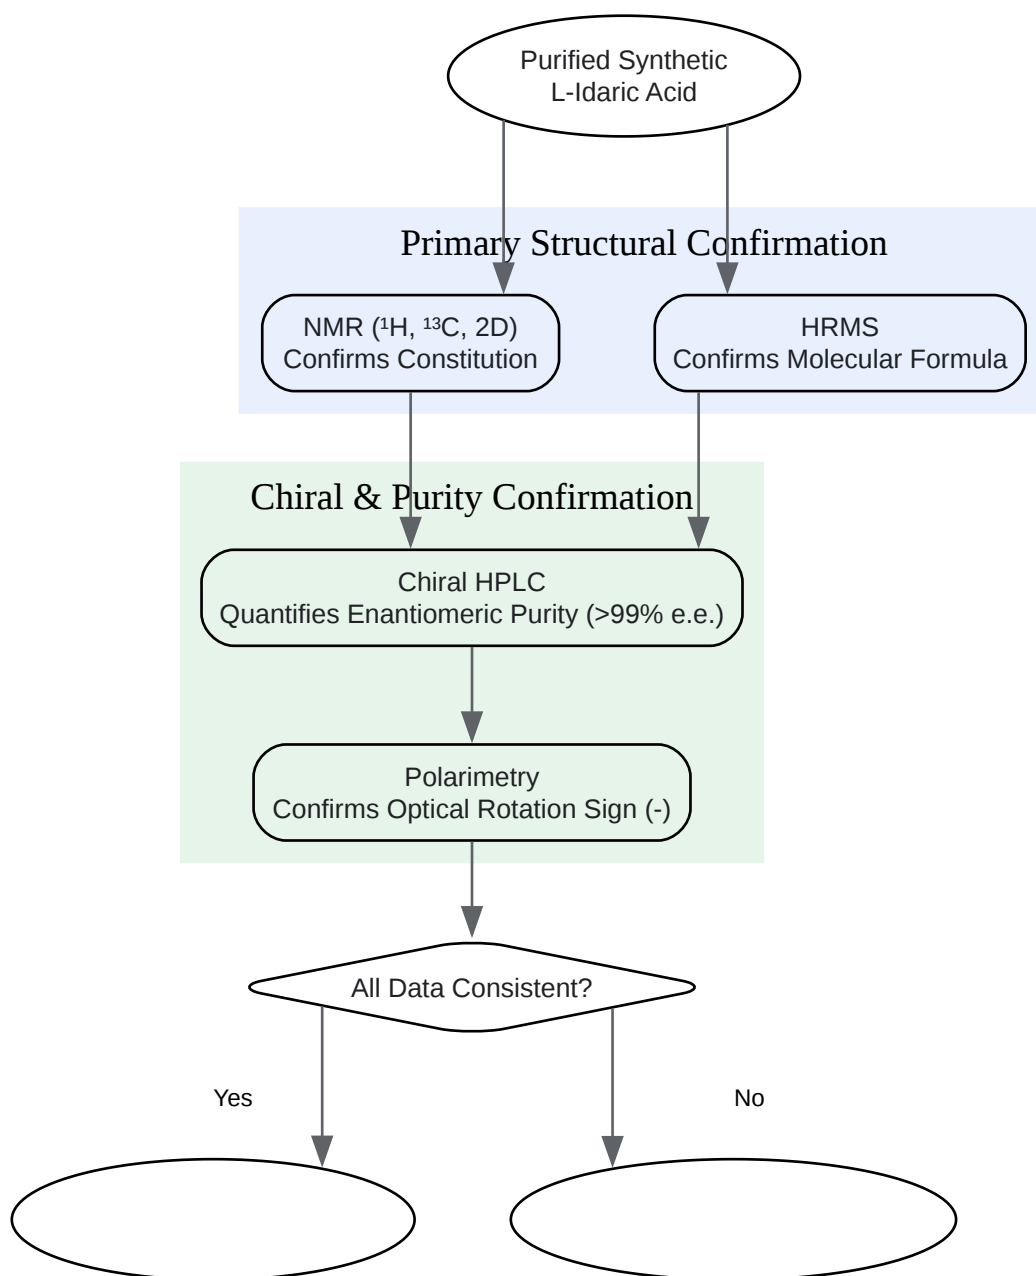 Purified Synthetic
L-Idaric Acid
Primary Structural Confirmation
NMR (¹H, ¹³C, 2D)
Confirms Constitution
HRMS
Confirms Molecular Formula
Chiral & Purity Confirmation
Chiral HPLC
Quantifies Enantiomeric Purity (>99% e.e.)
Polarimetry
Confirms Optical Rotation Sign (-)
All Data Consistent?
Yes
No